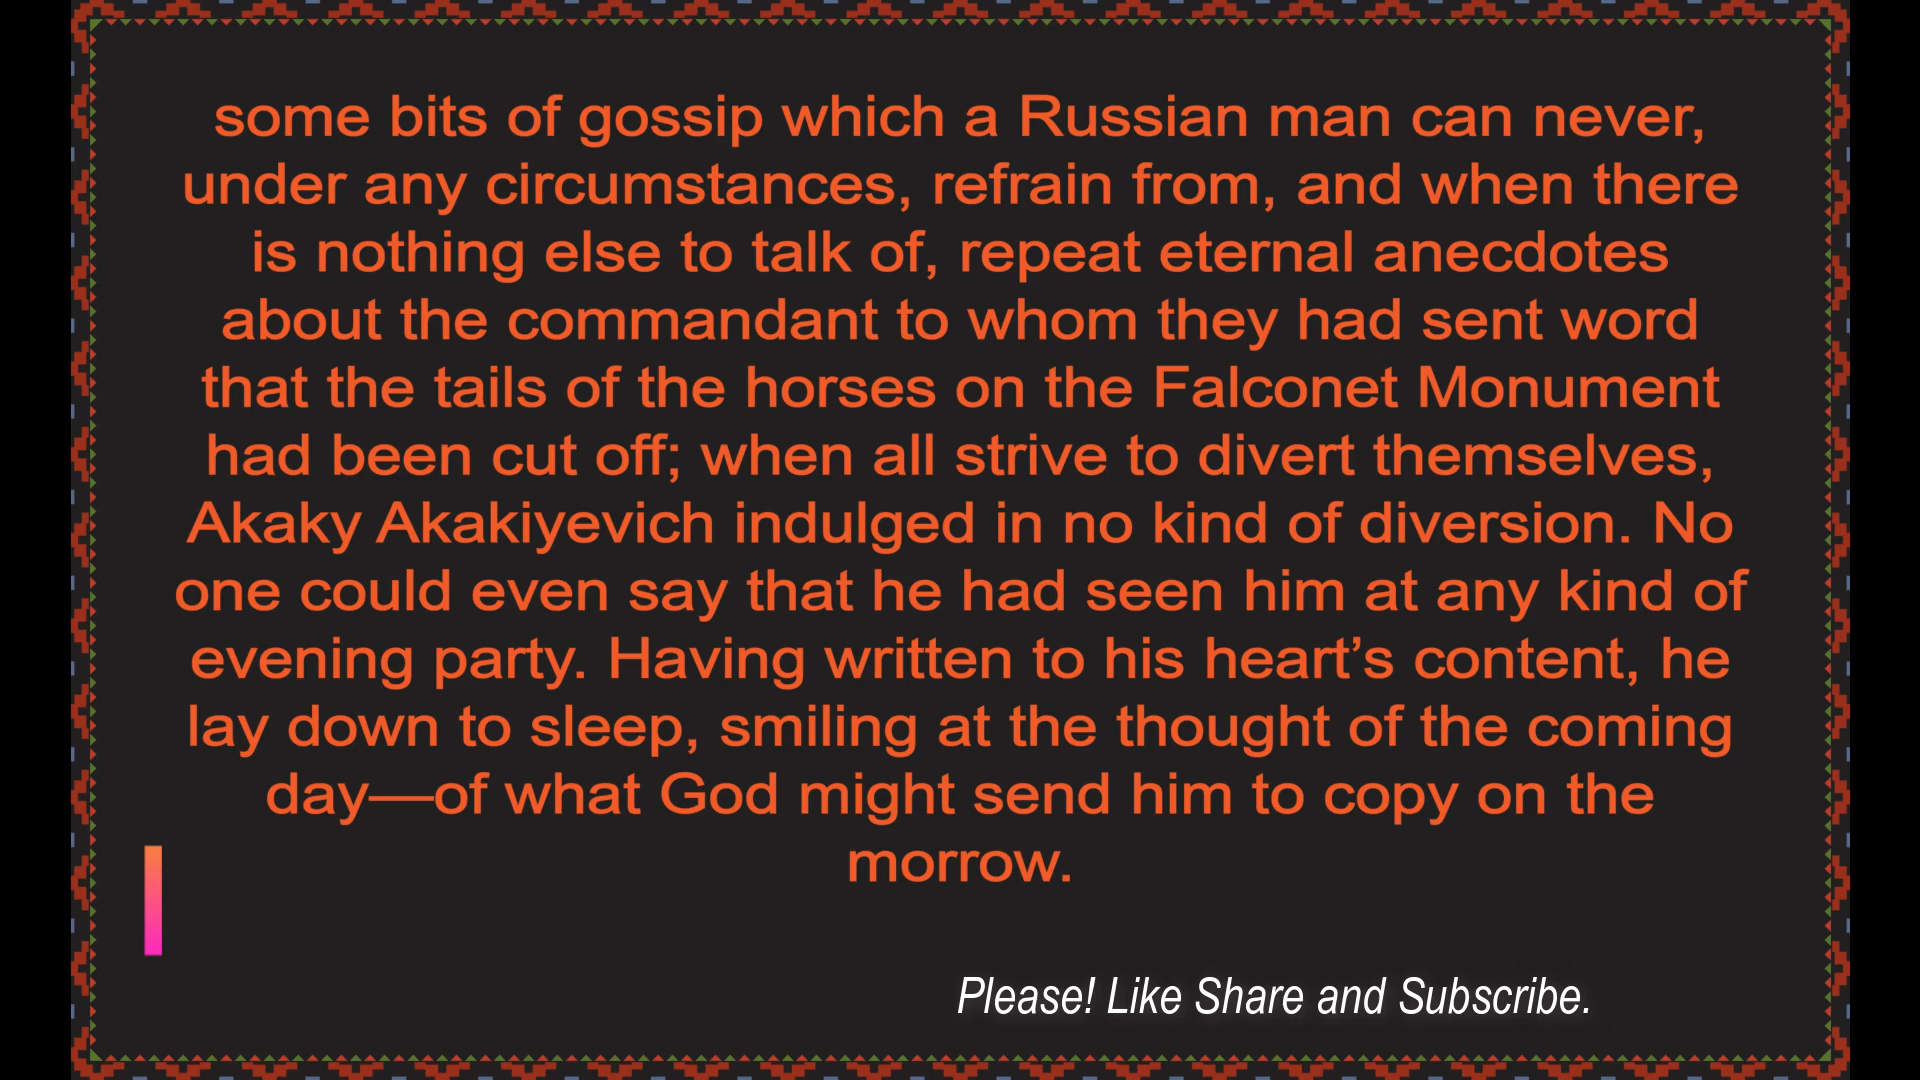 some bits of gossip which a Russian man can never,
under any circumstances, refrain from, and when there
is nothing else to talk of, repeat eternal anecdotes
about the commandant to whom they had sent word
that the tails of the horses on the Falconet Monument
had been cut off; when all strive to divert themselves,
Akaky Akakiyevich indulged in no kind of diversion. No
one could even say that he had seen him at any kind of
evening party. Having written to his heart’s content, he
lay down to sleep, smiling at the thought of the coming
day—of what God might send him to copy on the
morrow.
Please! Like Share and Subscribe.